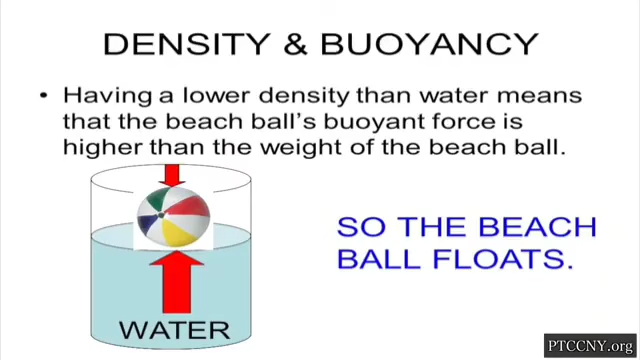 DENSITY & BUOYANCY
• Having a lower density than water means
that the beach ball's buoyant force is
higher than the weight of the beach ball.
SO THE BEACH
BALL FLOATS.
WATER
PTCCNY.org